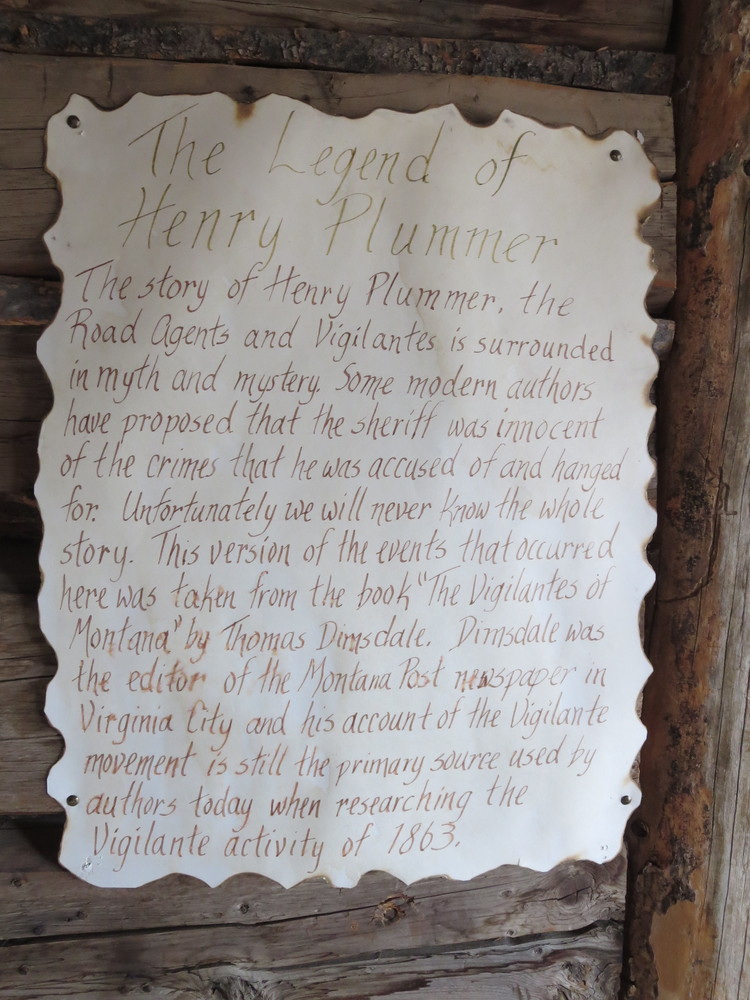 The Legend of
Henry Plummer
The story of Henry Plummer, the
Road Agents and Vigilantes is surrounded
in myth and mystery. Some modern authors
have proposed that the sheriff was innocent
of the crimes that he was accused of and hanged
for. Unfortunately we will never know the whole
story. This version of the events that occurred
here was taken from the book "The Vigilantes of
Montana" by Thomas Dimsdale. Dimsdale was
the editor of the Montana Post newspaper in
Virginia City and his account of the Vigilante
movement is still the primary source used by
authors today when researching the
Vigilante activity of 1863.